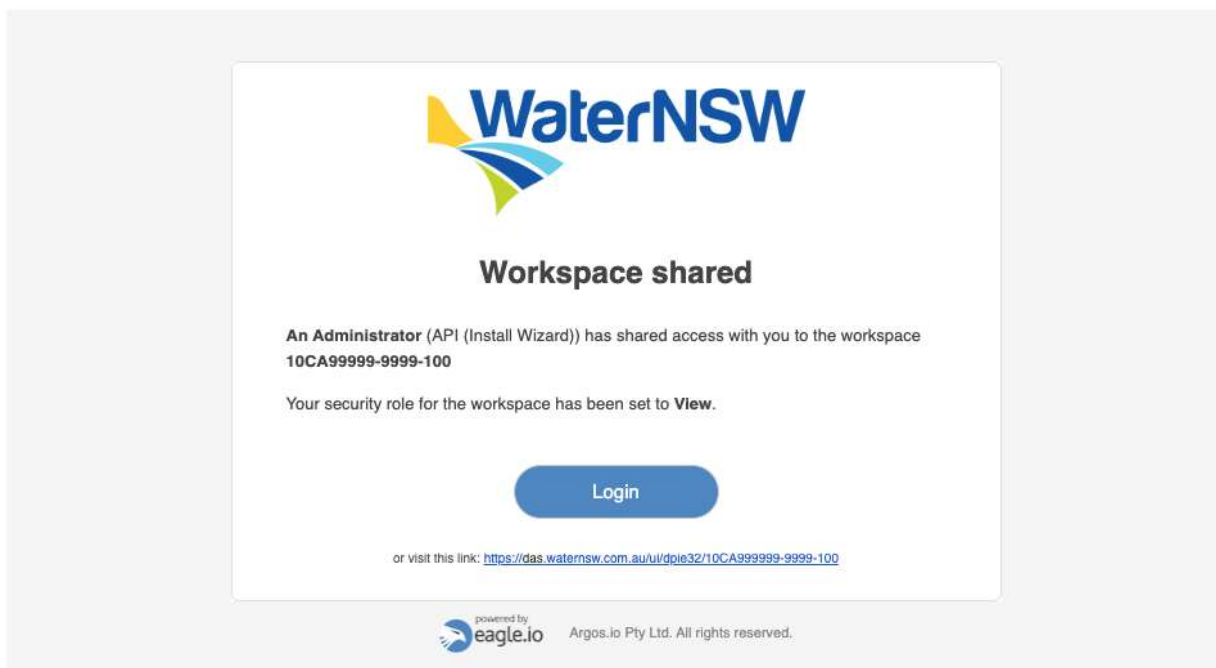 WaterNSW
Workspace shared
An Administrator (API (Install Wizard)) has shared access with you to the workspace
10CA99999-9999-100
Your security role for the workspace has been set to View.
Login
or visit this link: https://das.waternsw.com.au/ui/dpie32/10CA999999-9999-100
powered by
eagle.io Argos.io Pty Ltd. All rights reserved.